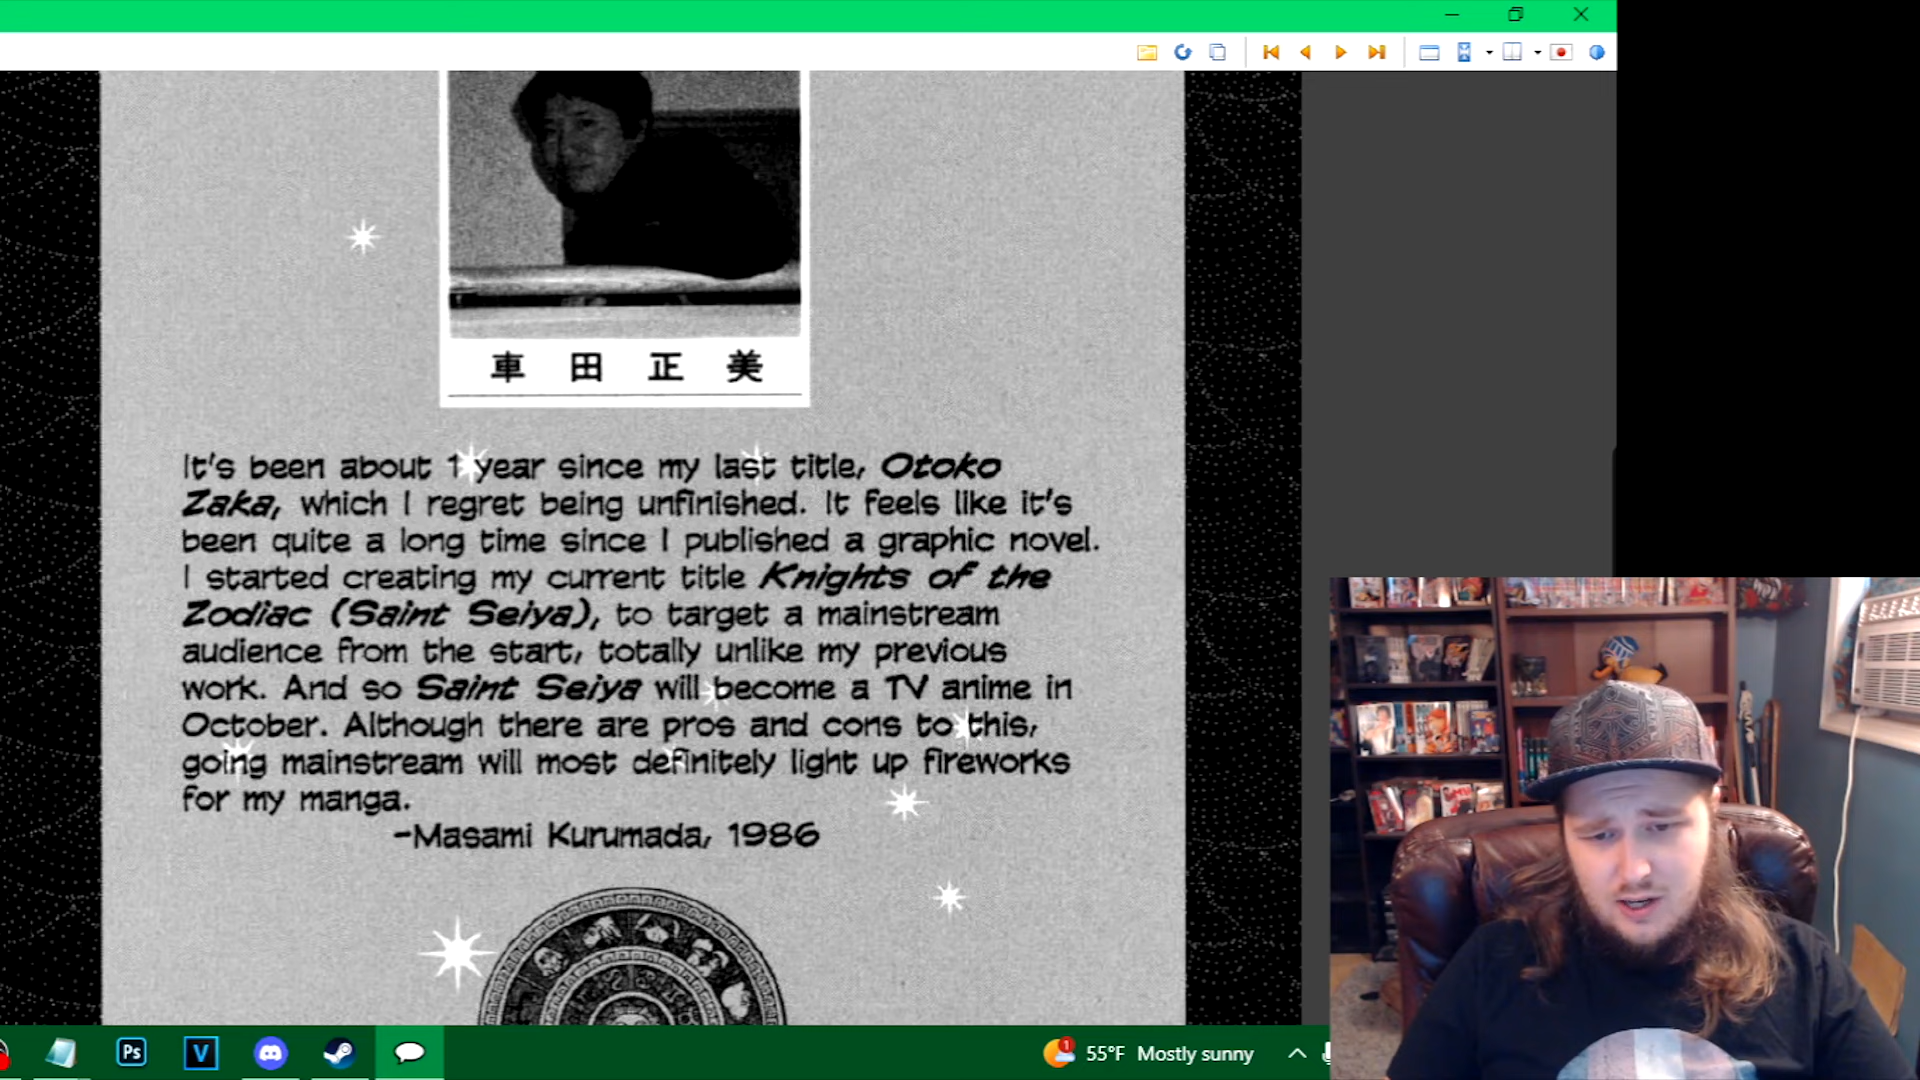 車田正美
It's been about 1 year since my last title, Otoko
Zaka, which I regret being unfinished. It feels like it's
been quite a long time since I published a graphic novel.
I started creating my current title Knights of the
Zodiac (Saint Seiya), to target a mainstream
audience from the start, totally unlike my previous
work. And so Saint Seiya will become a TV anime in
October. Although there are pros and cons to this,
going mainstream will most definitely light up fireworks
for my manga.
-Masami Kurumada, 1986
Ps
V
1
55°F Mostly sunny